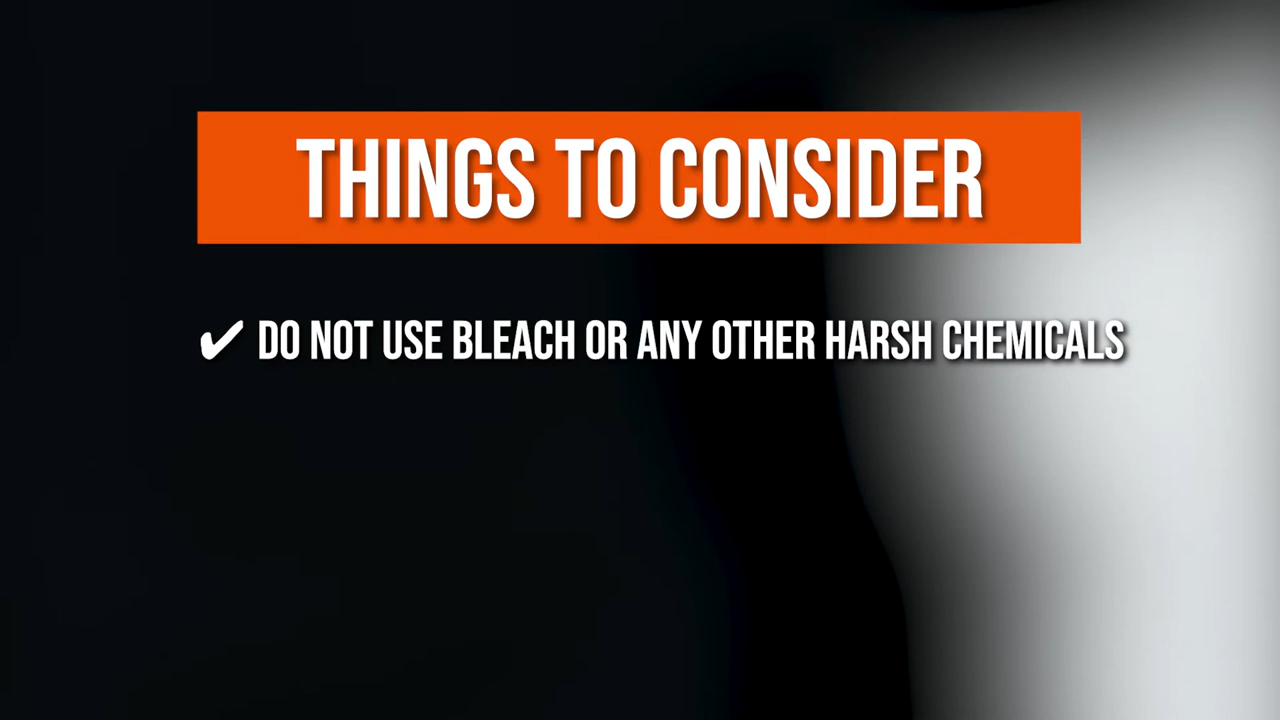 THINGS TO CONSIDER
✔ DO NOT USE BLEACH OR ANY OTHER HARSH CHEMICALS